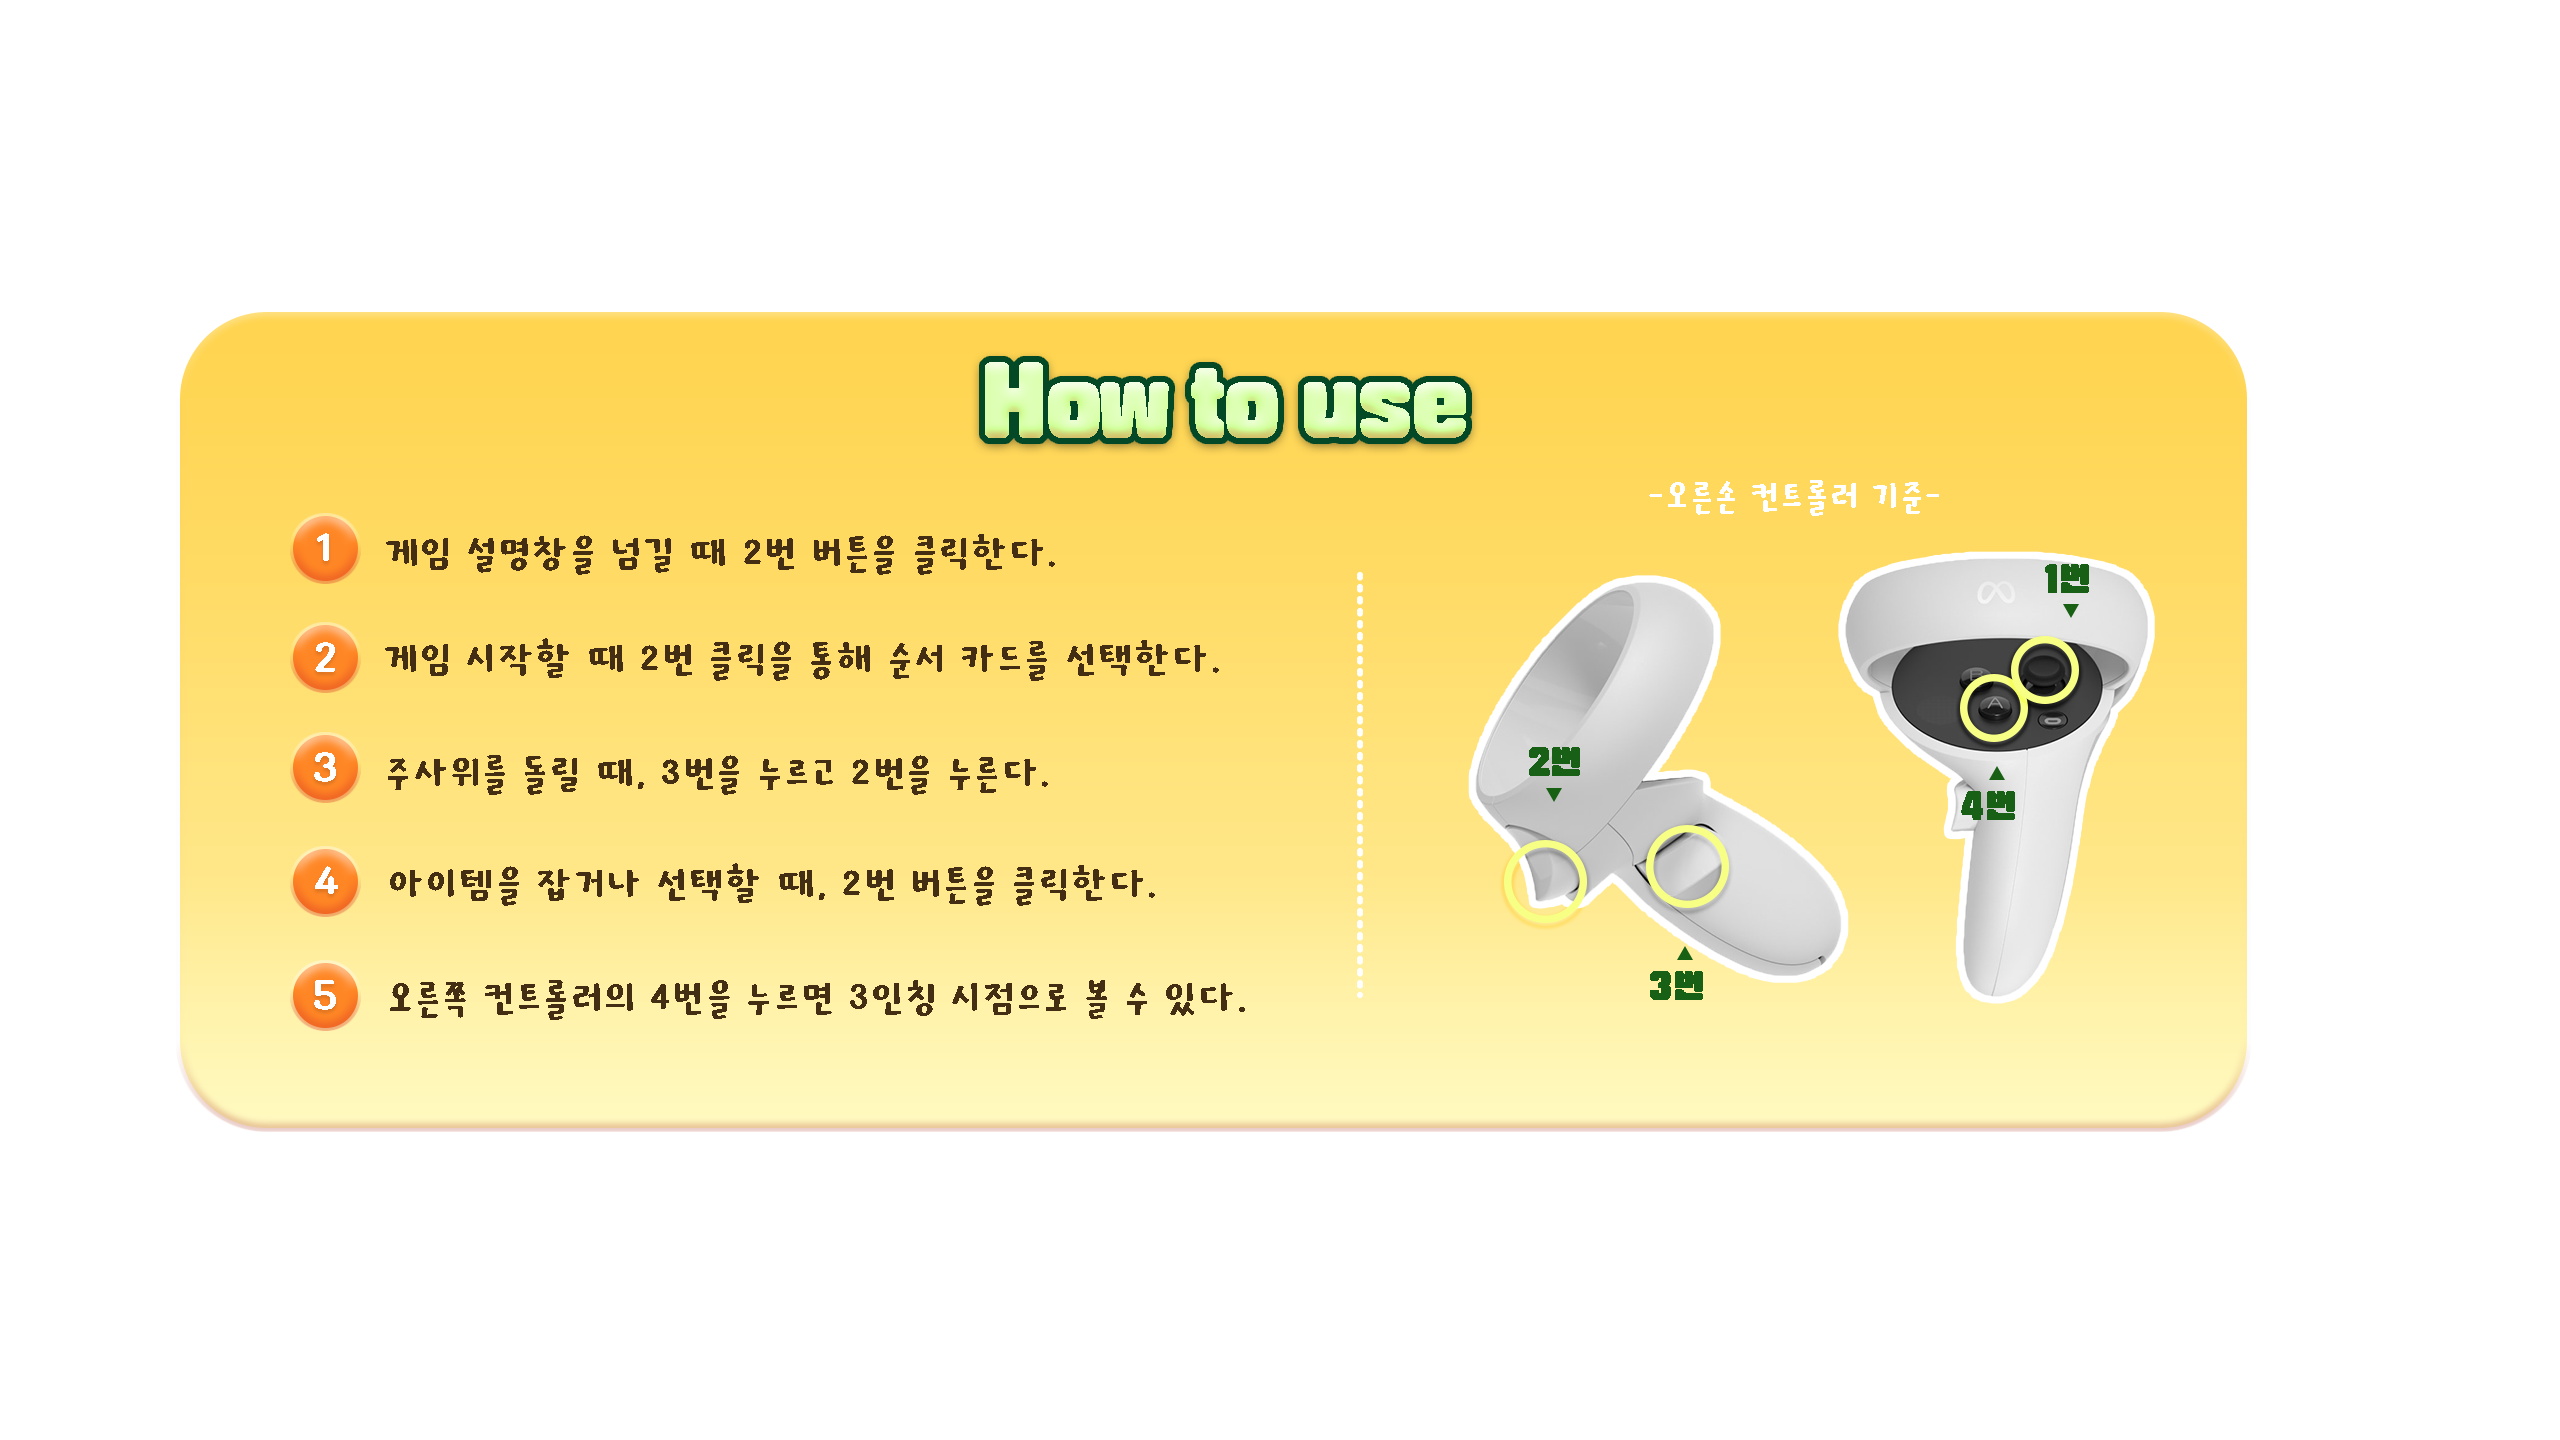 How to use
-오른손 컨트롤러 기준-
1 게임 설명창을 넘길 때 2번 버튼을 클릭한다.
2 게임 시작할 때 2번 클릭을 통해 순서 카드를 선택한다.
3 주사위를 돌릴 때, 3번을 누르고 2번을 누른다.
4 아이템을 잡거나 선택할 때, 2번 버튼을 클릭한다.
5 오른쪽 컨트롤러의 4번을 누르면 3인칭 시점으로 볼 수 있다.
1번
B
A
2번
4번
3번